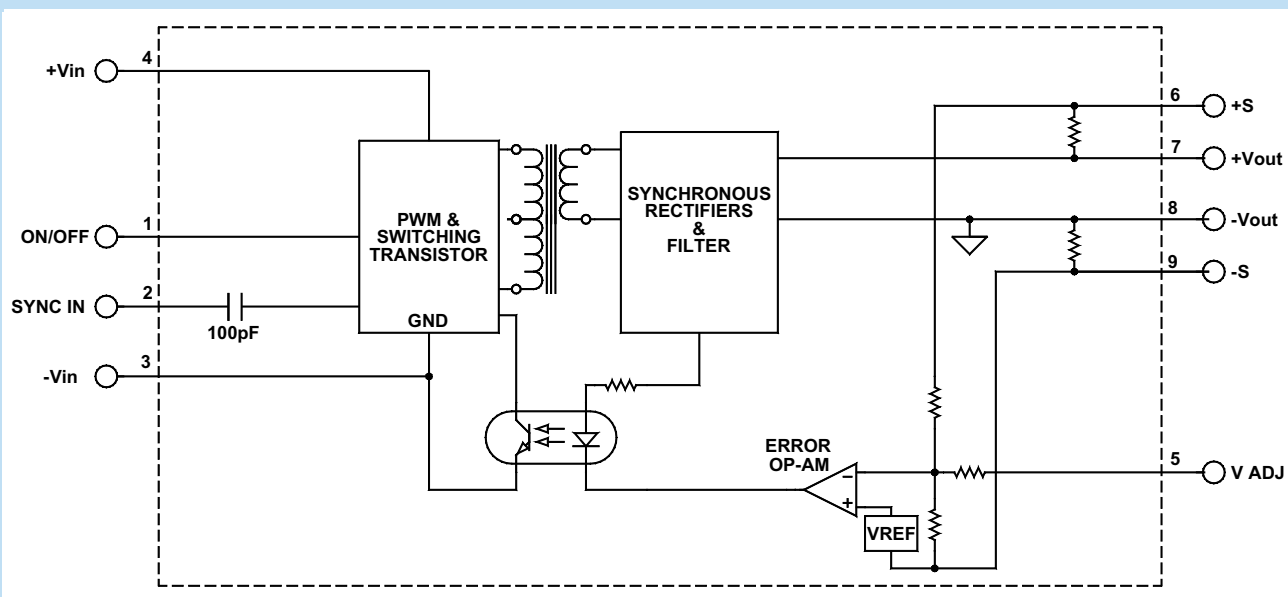 +Vin
4
ON/OFF
1
SYNC IN
2
100pF
-Vin
3
PWM &
SWITCHING
TRANSISTOR
GND
SYNCHRONOUS
RECTIFIERS
&
FILTER
6
+S
7
+Vout
8
-Vout
9
-S
ERROR
OP-AM
−
+
VREF
5
V ADJ